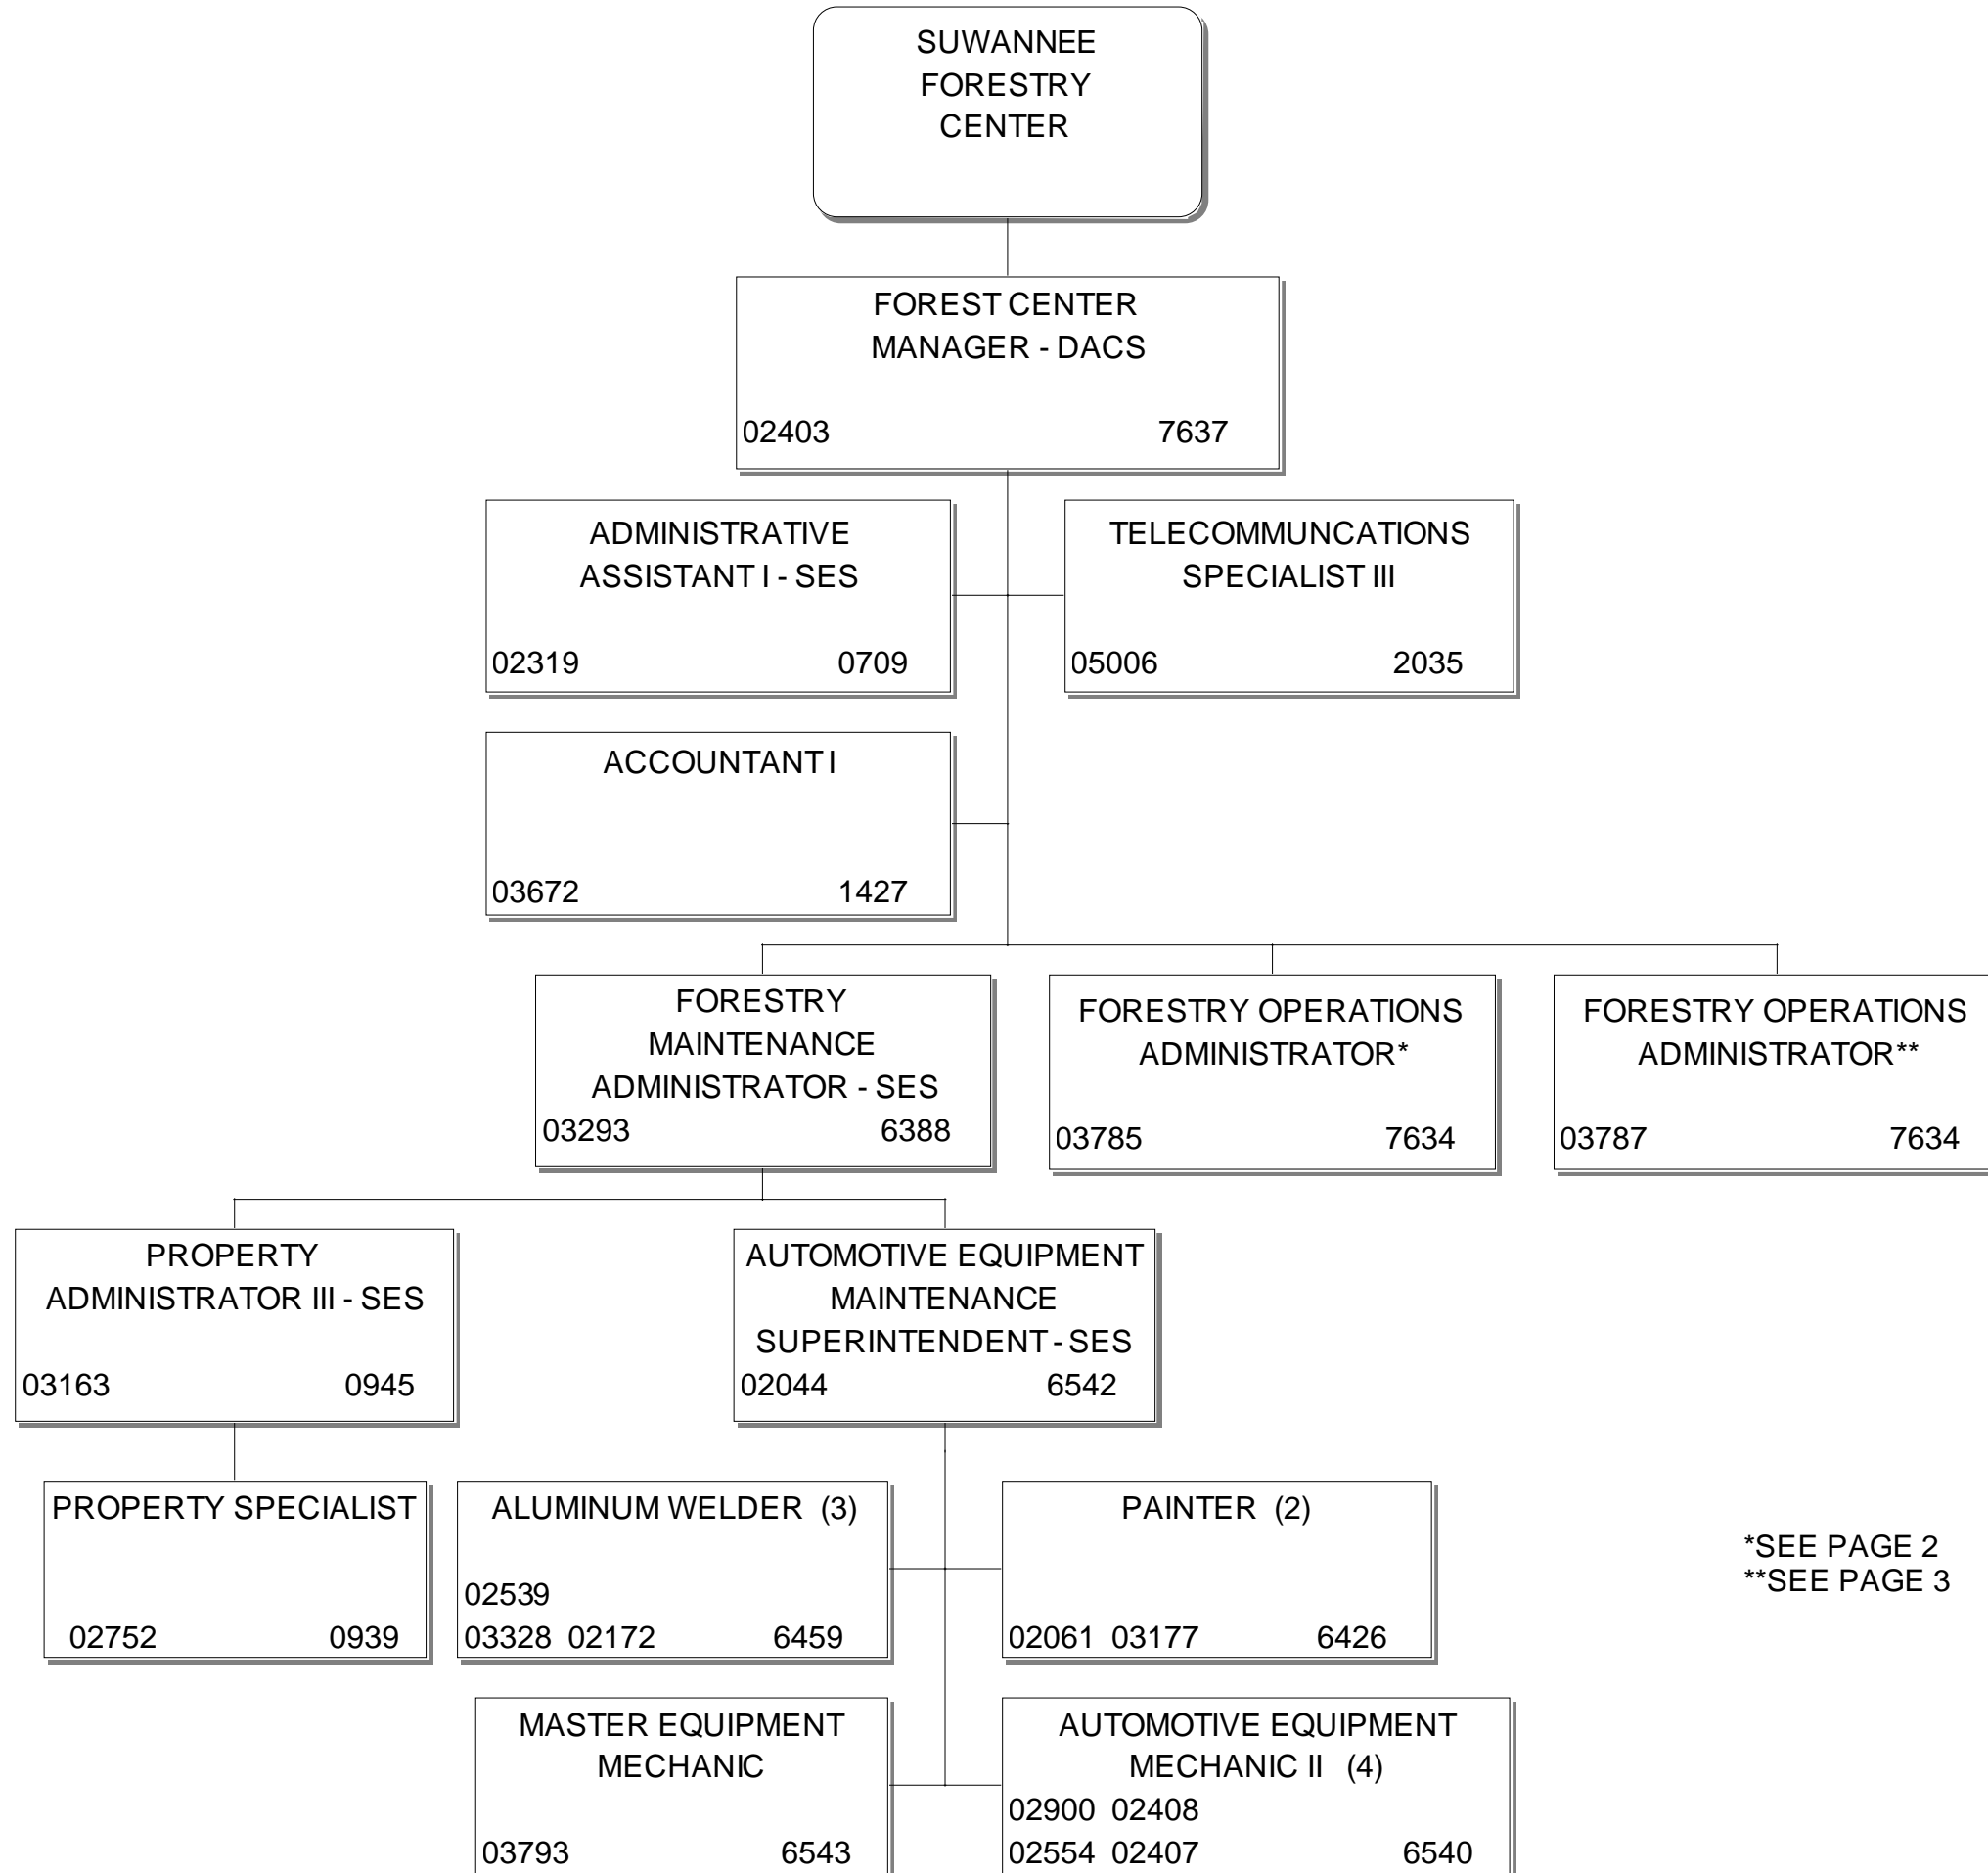 SUWANNEE
FORESTRY
CENTER
FOREST CENTER
MANAGER - DACS
02403 7637
ADMINISTRATIVE
ASSISTANT I - SES
02319 0709
TELECOMMUNCATIONS
SPECIALIST III
05006 2035
ACCOUNTANT I
03672 1427
FORESTRY
MAINTENANCE
ADMINISTRATOR - SES
03293 6388
FORESTRY OPERATIONS
ADMINISTRATOR*
03785 7634
FORESTRY OPERATIONS
ADMINISTRATOR**
03787 7634
PROPERTY
ADMINISTRATOR III - SES
03163 0945
AUTOMOTIVE EQUIPMENT
MAINTENANCE
SUPERINTENDENT - SES
02044 6542
PROPERTY SPECIALIST
02752 0939
ALUMINUM WELDER (3)
02539
03328 02172 6459
PAINTER (2)
02061 03177 6426
*SEE PAGE 2
**SEE PAGE 3
MASTER EQUIPMENT
MECHANIC
03793 6543
AUTOMOTIVE EQUIPMENT
MECHANIC II (4)
02900 02408
02554 02407 6540